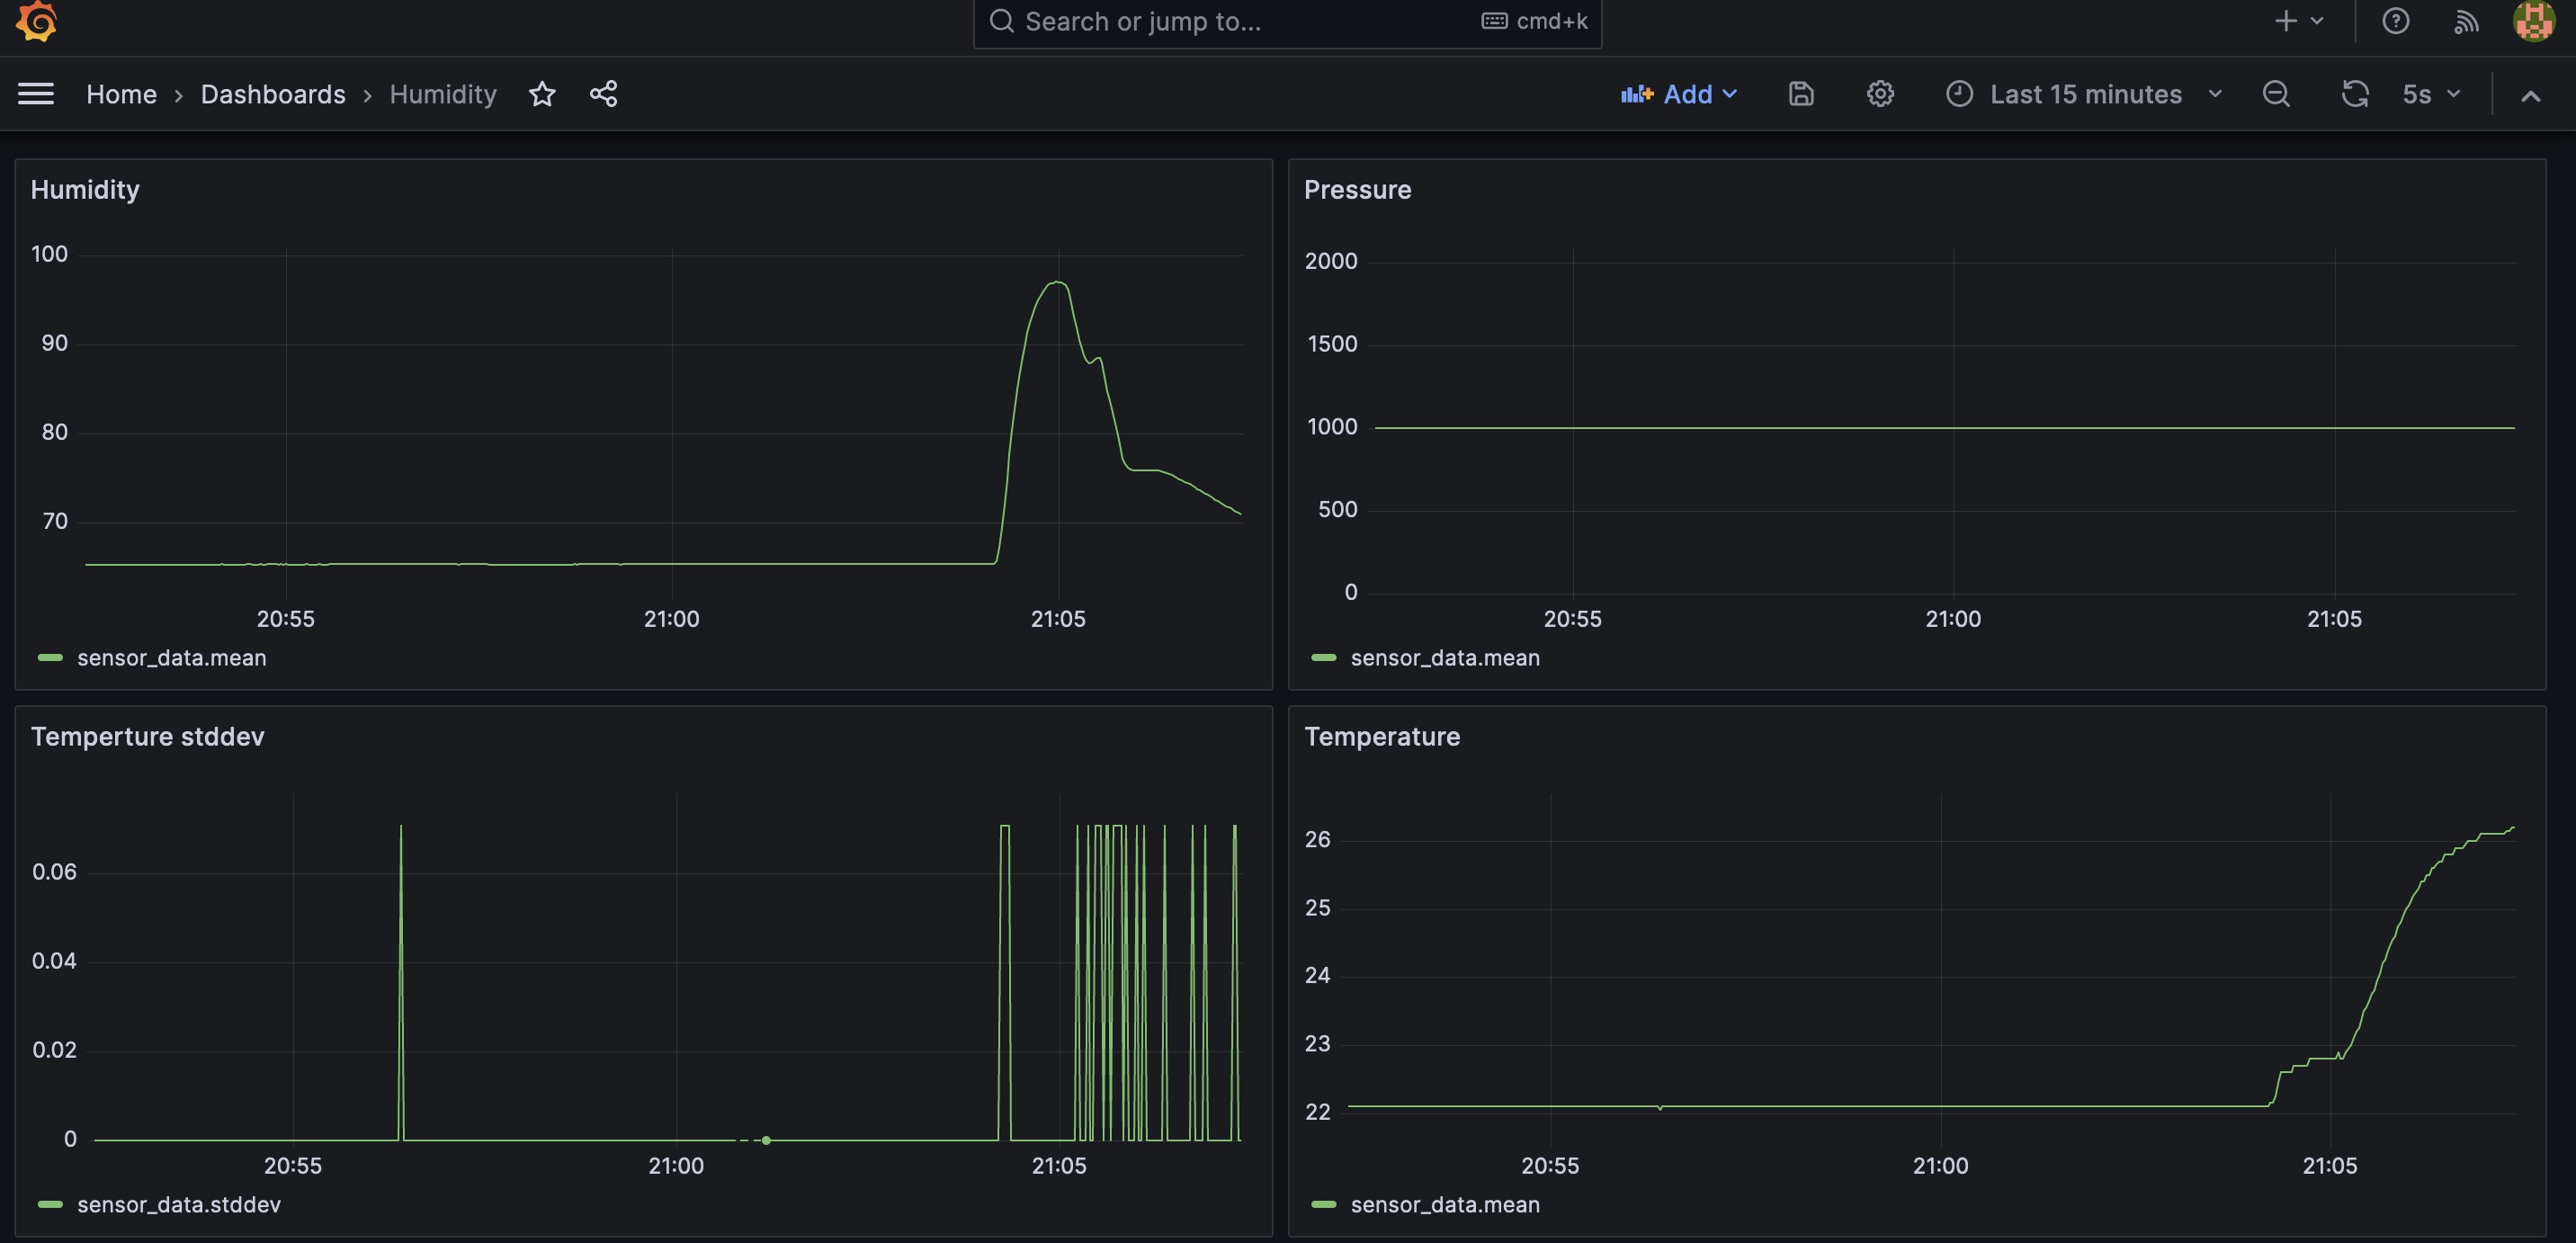 Search or jump to... cmd+k
Home › Dashboards › Humidity Add Last 15 minutes 5s
Humidity
100
90
80
70
20:55 21:00 21:05
sensor_data.mean
Pressure
2000
1500
1000
500
0
20:55 21:00 21:05
sensor_data.mean
Temperture stddev
0.06
0.04
0.02
0
20:55 21:00 21:05
sensor_data.stddev
Temperature
26
25
24
23
22
20:55 21:00 21:05
sensor_data.mean